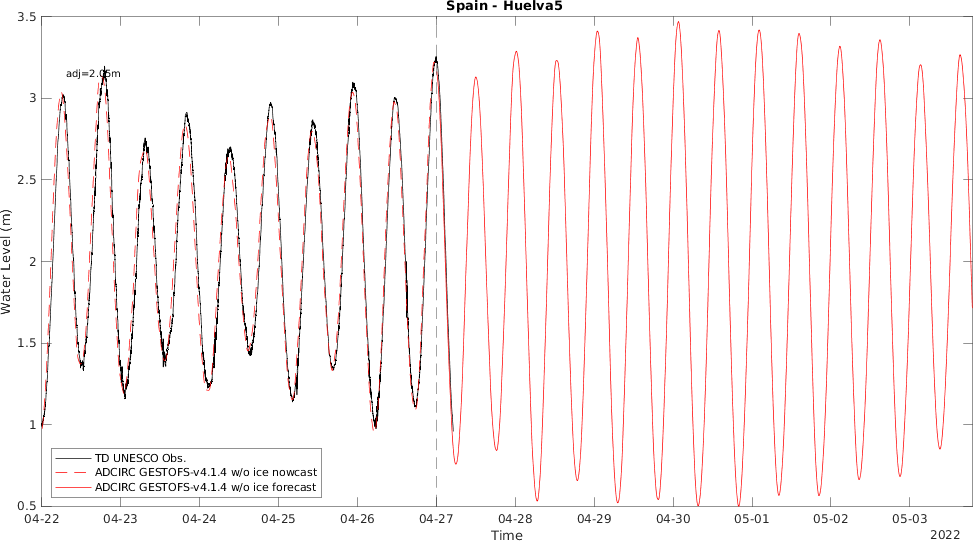 Spain - Huelva5
3.5
3
2.5
2
1.5
1
0.5
Water Level (m)
adj=2.05m
TD UNESCO Obs.
ADCIRC GESTOFS-v4.1.4 w/o ice nowcast
ADCIRC GESTOFS-v4.1.4 w/o ice forecast
04-22 04-23 04-24 04-25 04-26 04-27 04-28 04-29 04-30 05-01 05-02 05-03
Time
2022